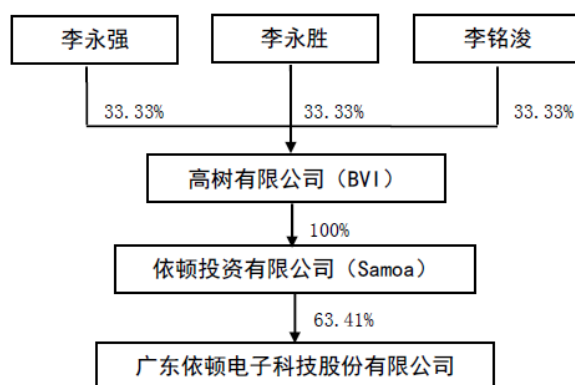 李永强
李永胜
李铭浚
33.33%
33.33%
33.33%
高树有限公司（BVI）
100%
依顿投资有限公司（Samoa）
63.41%
广东依顿电子科技股份有限公司